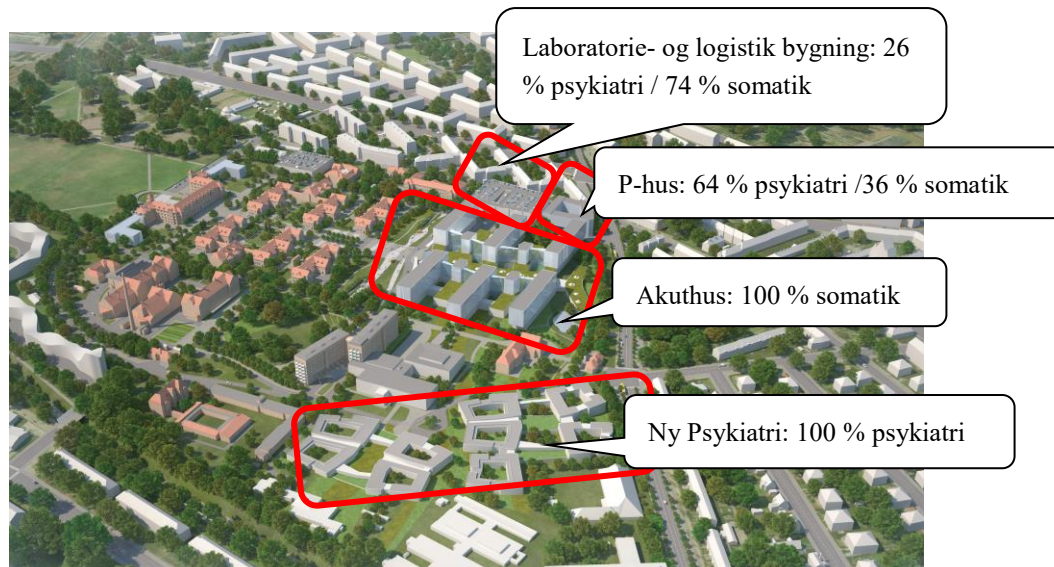 Laboratorie- og logistik bygning: 26
% psykiatri / 74 % somatik
P-hus: 64 % psykiatri /36 % somatik
Akuthus: 100 % somatik
Ny Psykiatri: 100 % psykiatri